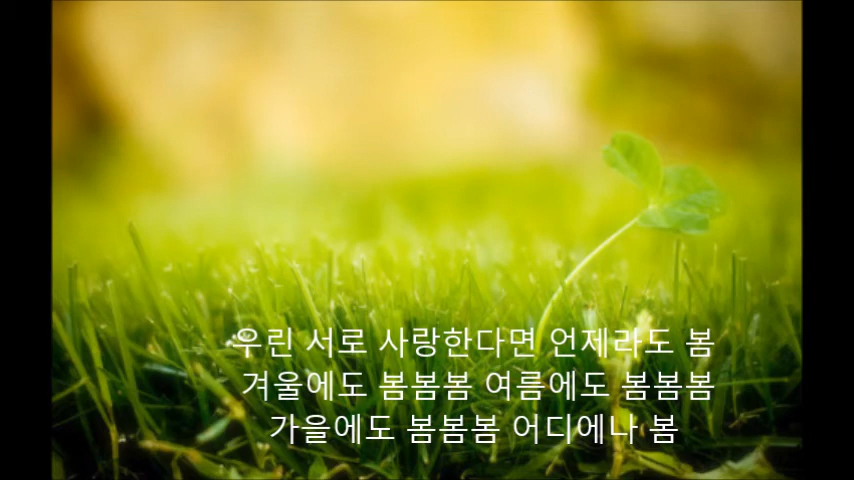 우린 서로 사랑한다면 언제라도 봄
겨울에도 봄봄봄 여름에도 봄봄봄
가을에도 봄봄봄 어디에나 봄